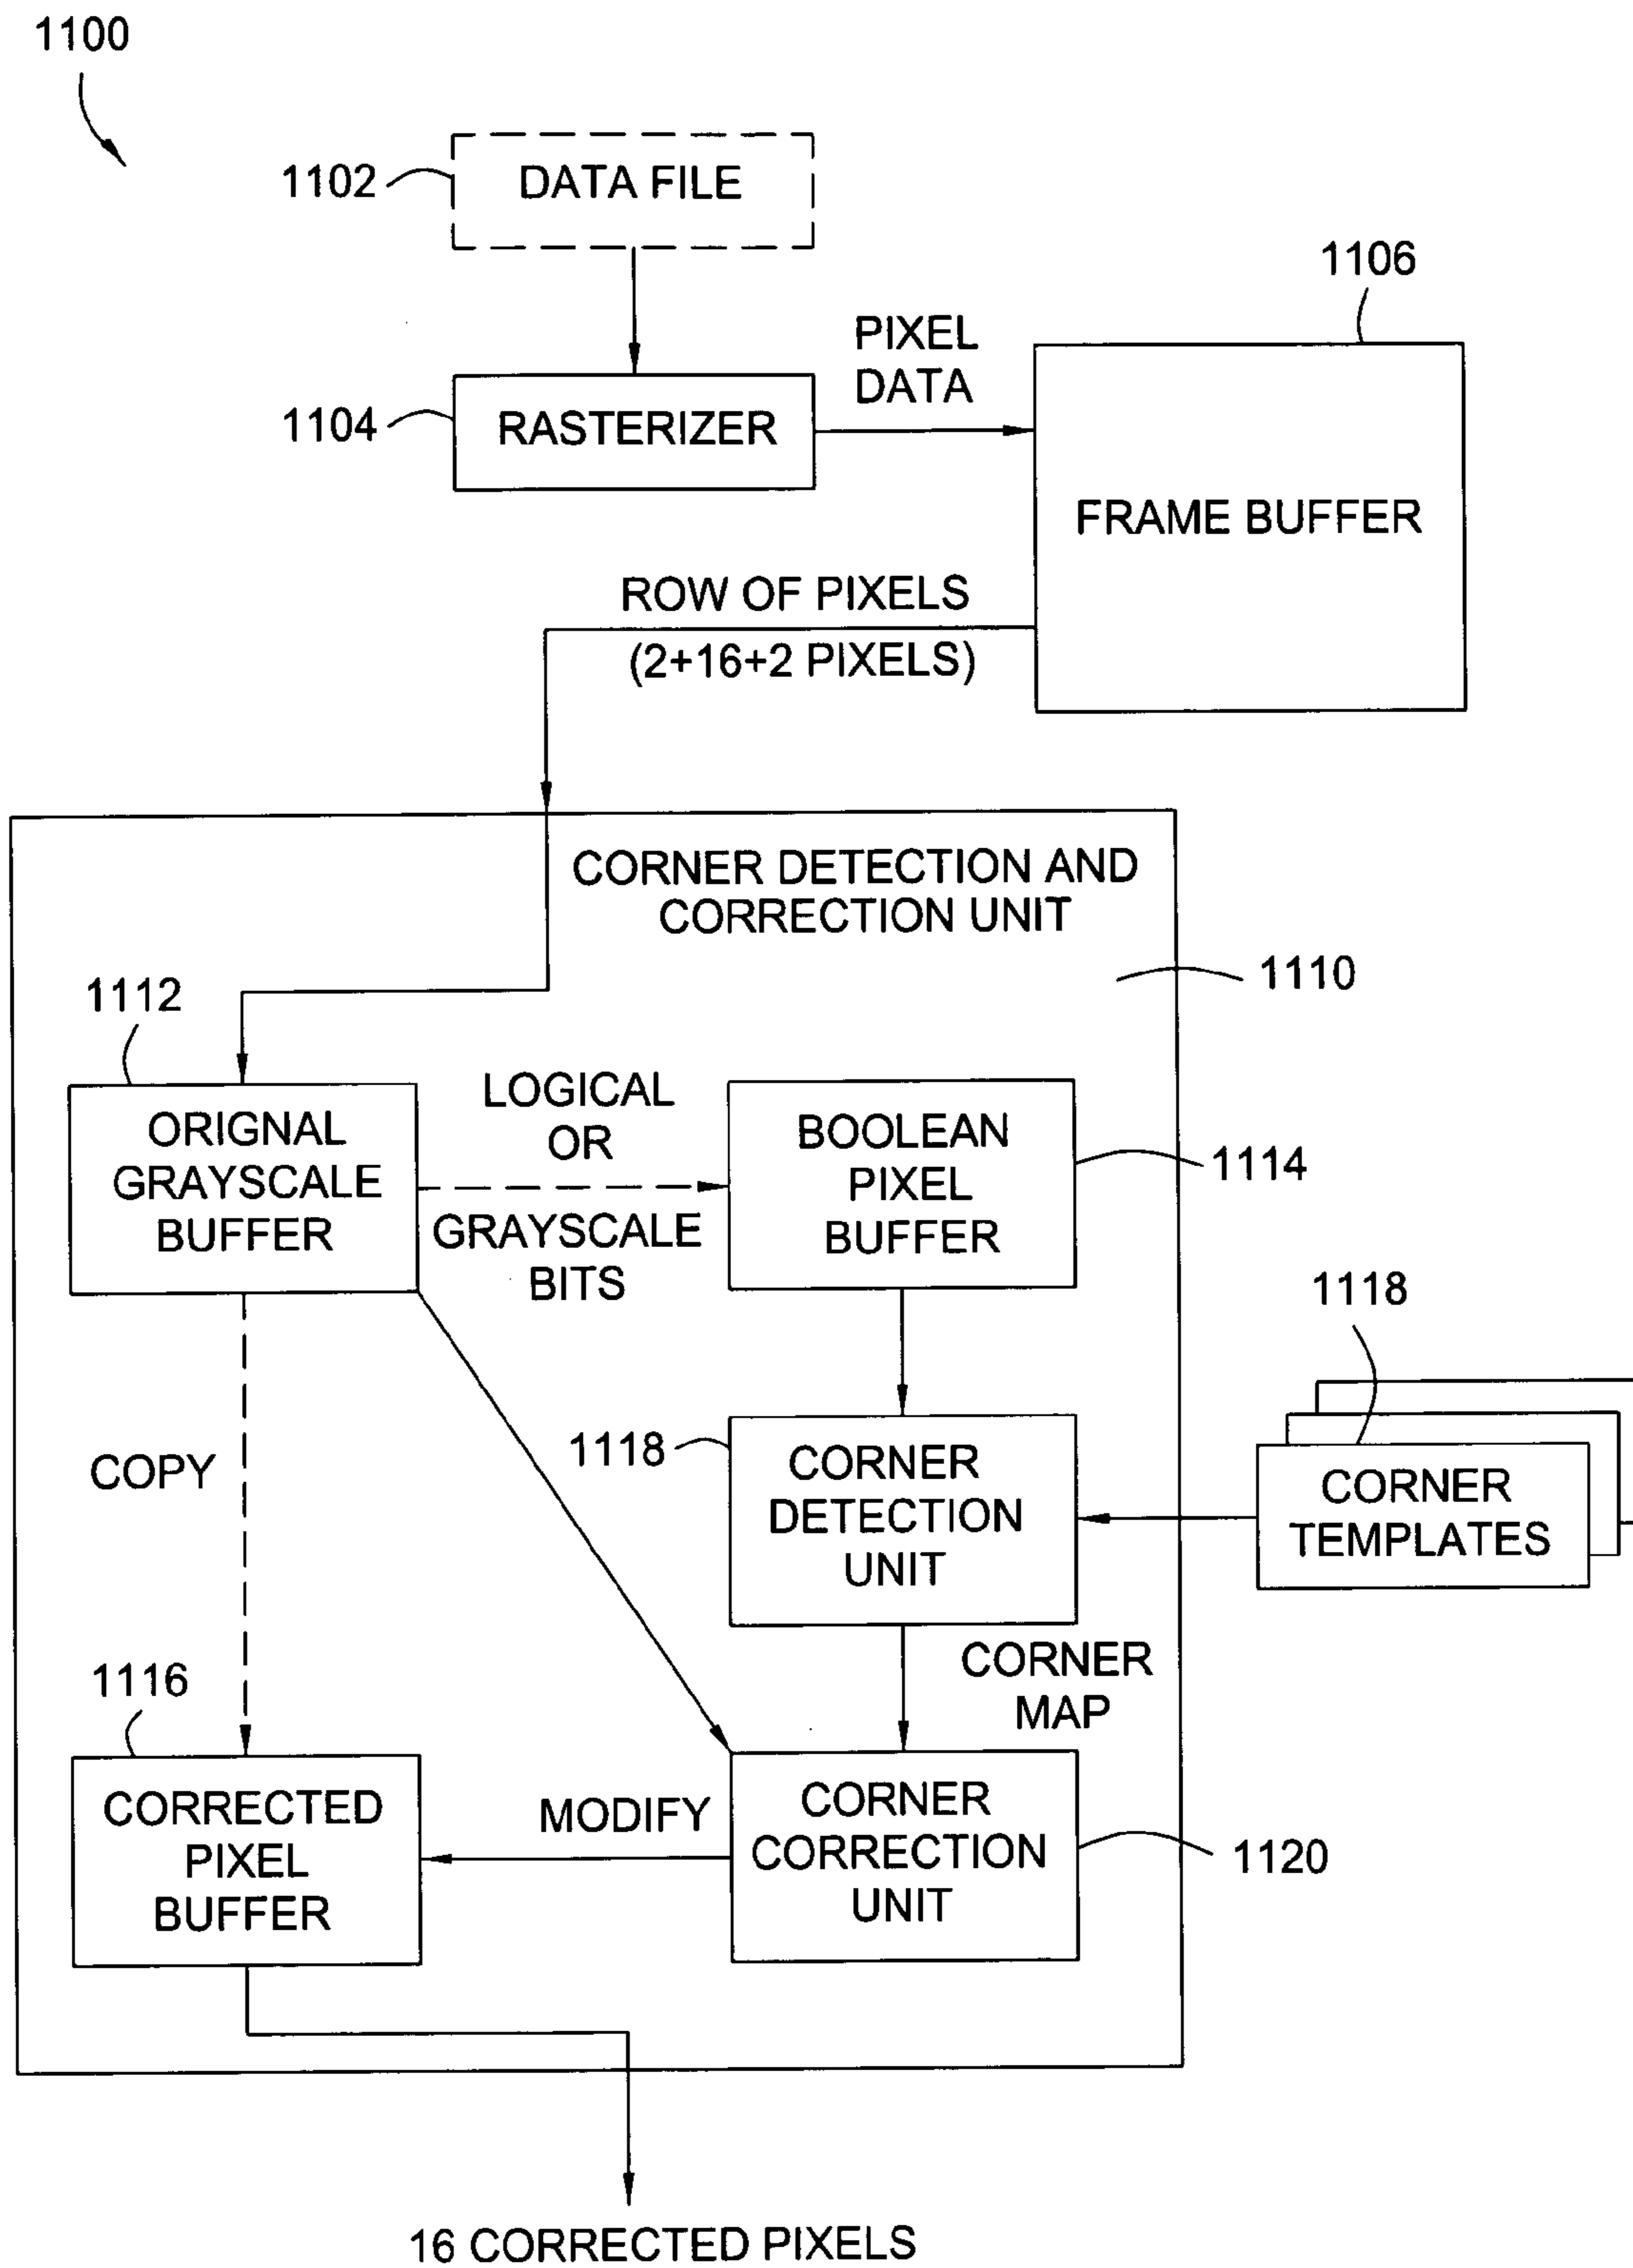 1100
1102
DATA FILE
1106
PIXEL
DATA
1104
RASTERIZER
FRAME BUFFER
ROW OF PIXELS
(2+16+2 PIXELS)
CORNER DETECTION AND
CORRECTION UNIT
1110
1112
ORIGNAL
GRAYSCALE
BUFFER
LOGICAL
OR
GRAYSCALE
BITS
BOOLEAN
PIXEL
BUFFER
1114
1118
COPY
1118
CORNER
DETECTION
UNIT
CORNER
TEMPLATES
CORNER
MAP
1116
CORRECTED
PIXEL
BUFFER
MODIFY
CORNER
CORRECTION
UNIT
1120
16 CORRECTED PIXELS